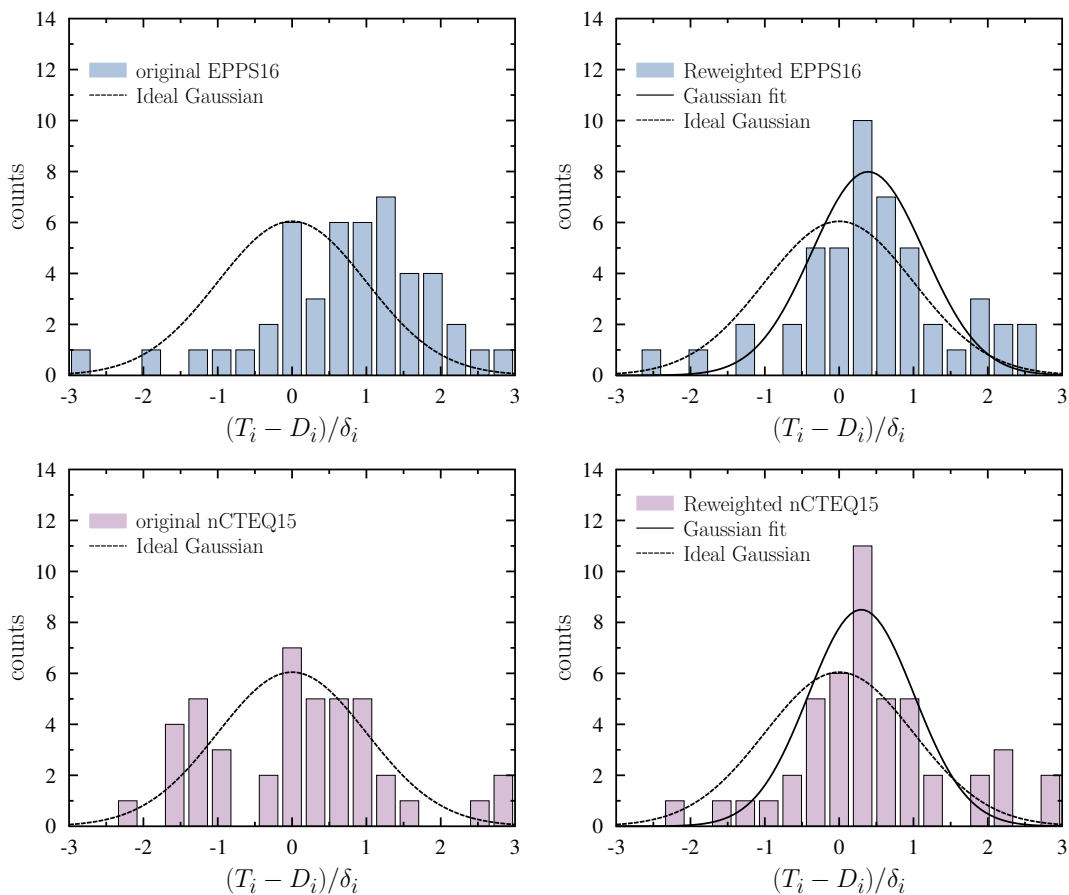 14
12
10
8
6
4
2
0
counts
original EPPS16
Ideal Gaussian
-3 -2 -1 0 1 2 3
(T_i − D_i)/δ_i
14
12
10
8
6
4
2
0
counts
Reweighted EPPS16
Gaussian fit
Ideal Gaussian
-3 -2 -1 0 1 2 3
(T_i − D_i)/δ_i
14
12
10
8
6
4
2
0
counts
original nCTEQ15
Ideal Gaussian
-3 -2 -1 0 1 2 3
(T_i − D_i)/δ_i
14
12
10
8
6
4
2
0
counts
Reweighted nCTEQ15
Gaussian fit
Ideal Gaussian
-3 -2 -1 0 1 2 3
(T_i − D_i)/δ_i